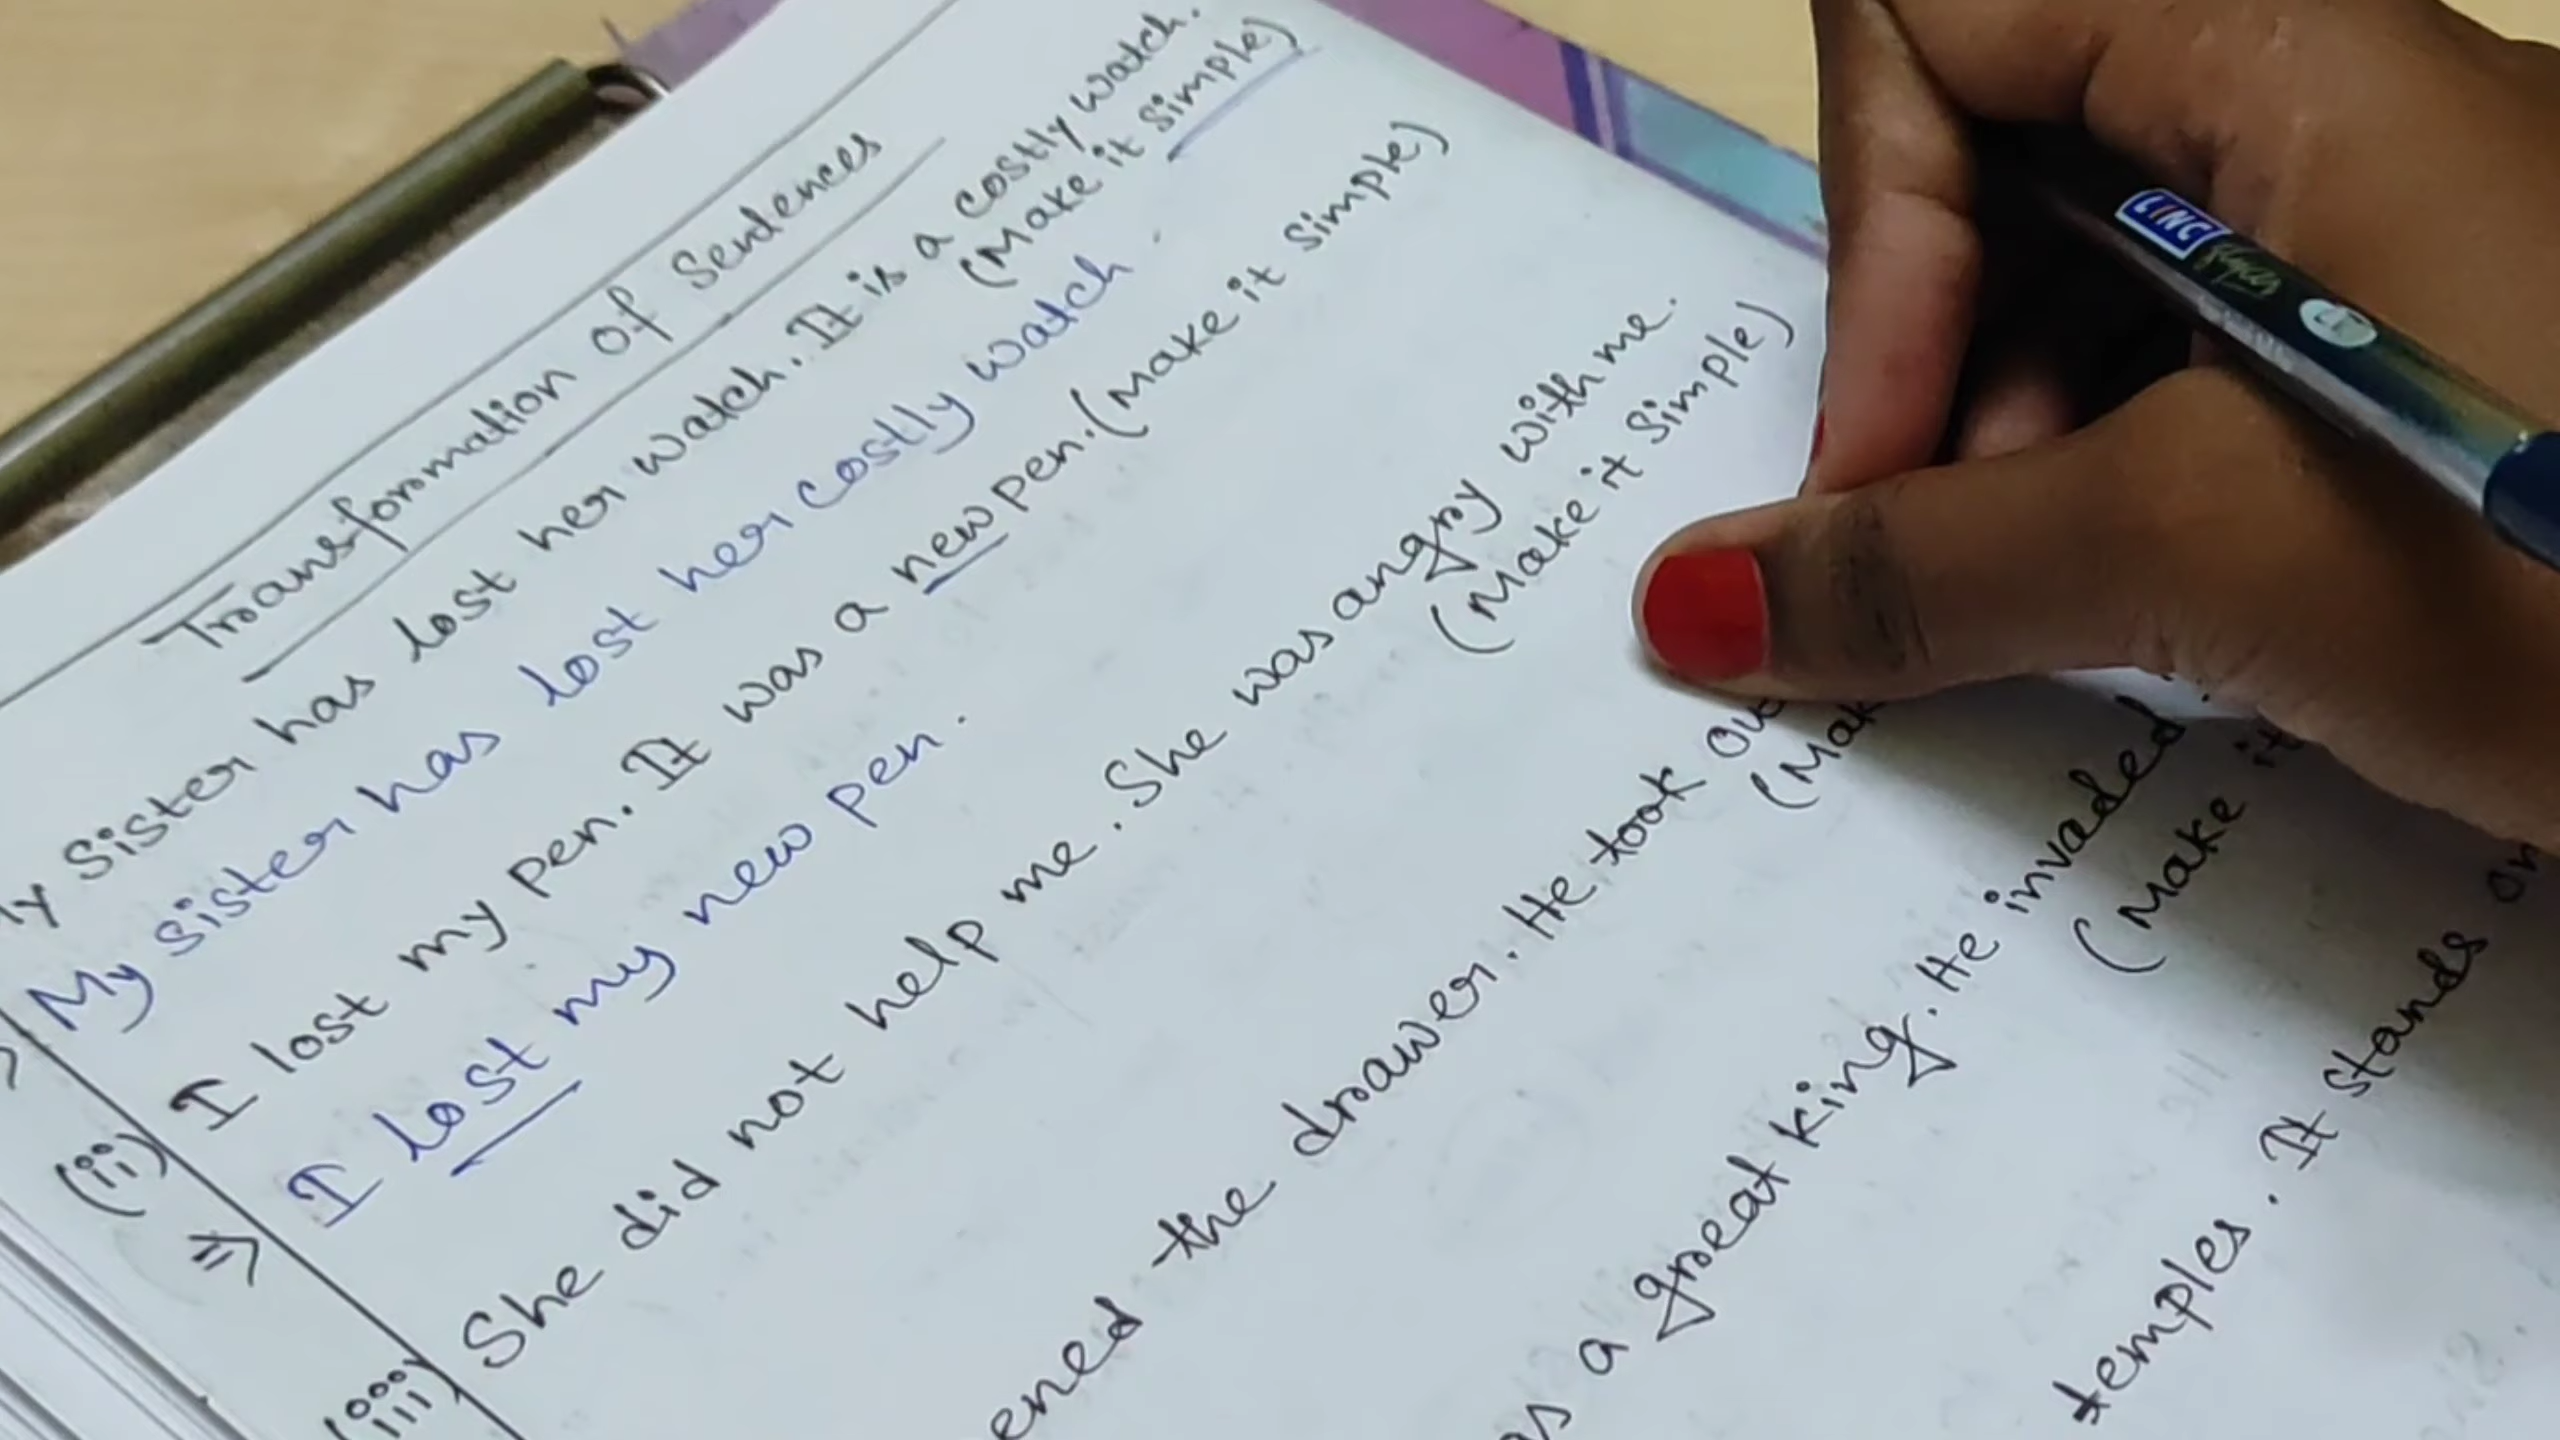 Transformation of Sentences
Sister has lost her watch. It is a costly watch.
(Make it Simple)
My sister has lost her costly watch.
(ii) I lost my pen. It was a new pen. (Make it Simple)
=> I lost my new pen.
(iii) She did not help me. She was angry with me.
(Make it Simple)
the drawer. He took
a great king. He invaded
(Make it
temples. It stands
LINC